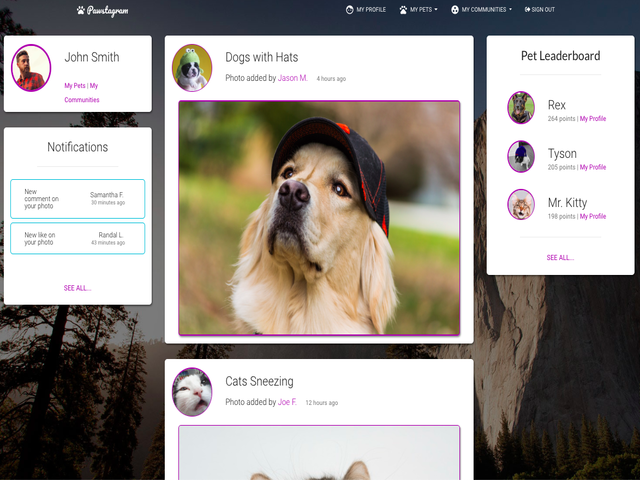 Pawstagram
MY PROFILE
MY PETS
MY COMMUNITIES
SIGN OUT
John Smith
My Pets | My
Communities
Notifications
New
comment on
your photo
Samantha F.
30 minutes ago
New like on
your photo
Randal L.
43 minutes ago
SEE ALL...
Dogs with Hats
Photo added by Jason M. 4 hours ago
Cats Sneezing
Photo added by Joe F. 12 hours ago
Pet Leaderboard
Rex
264 points | My Profile
Tyson
205 points | My Profile
Mr. Kitty
198 points | My Profile
SEE ALL...